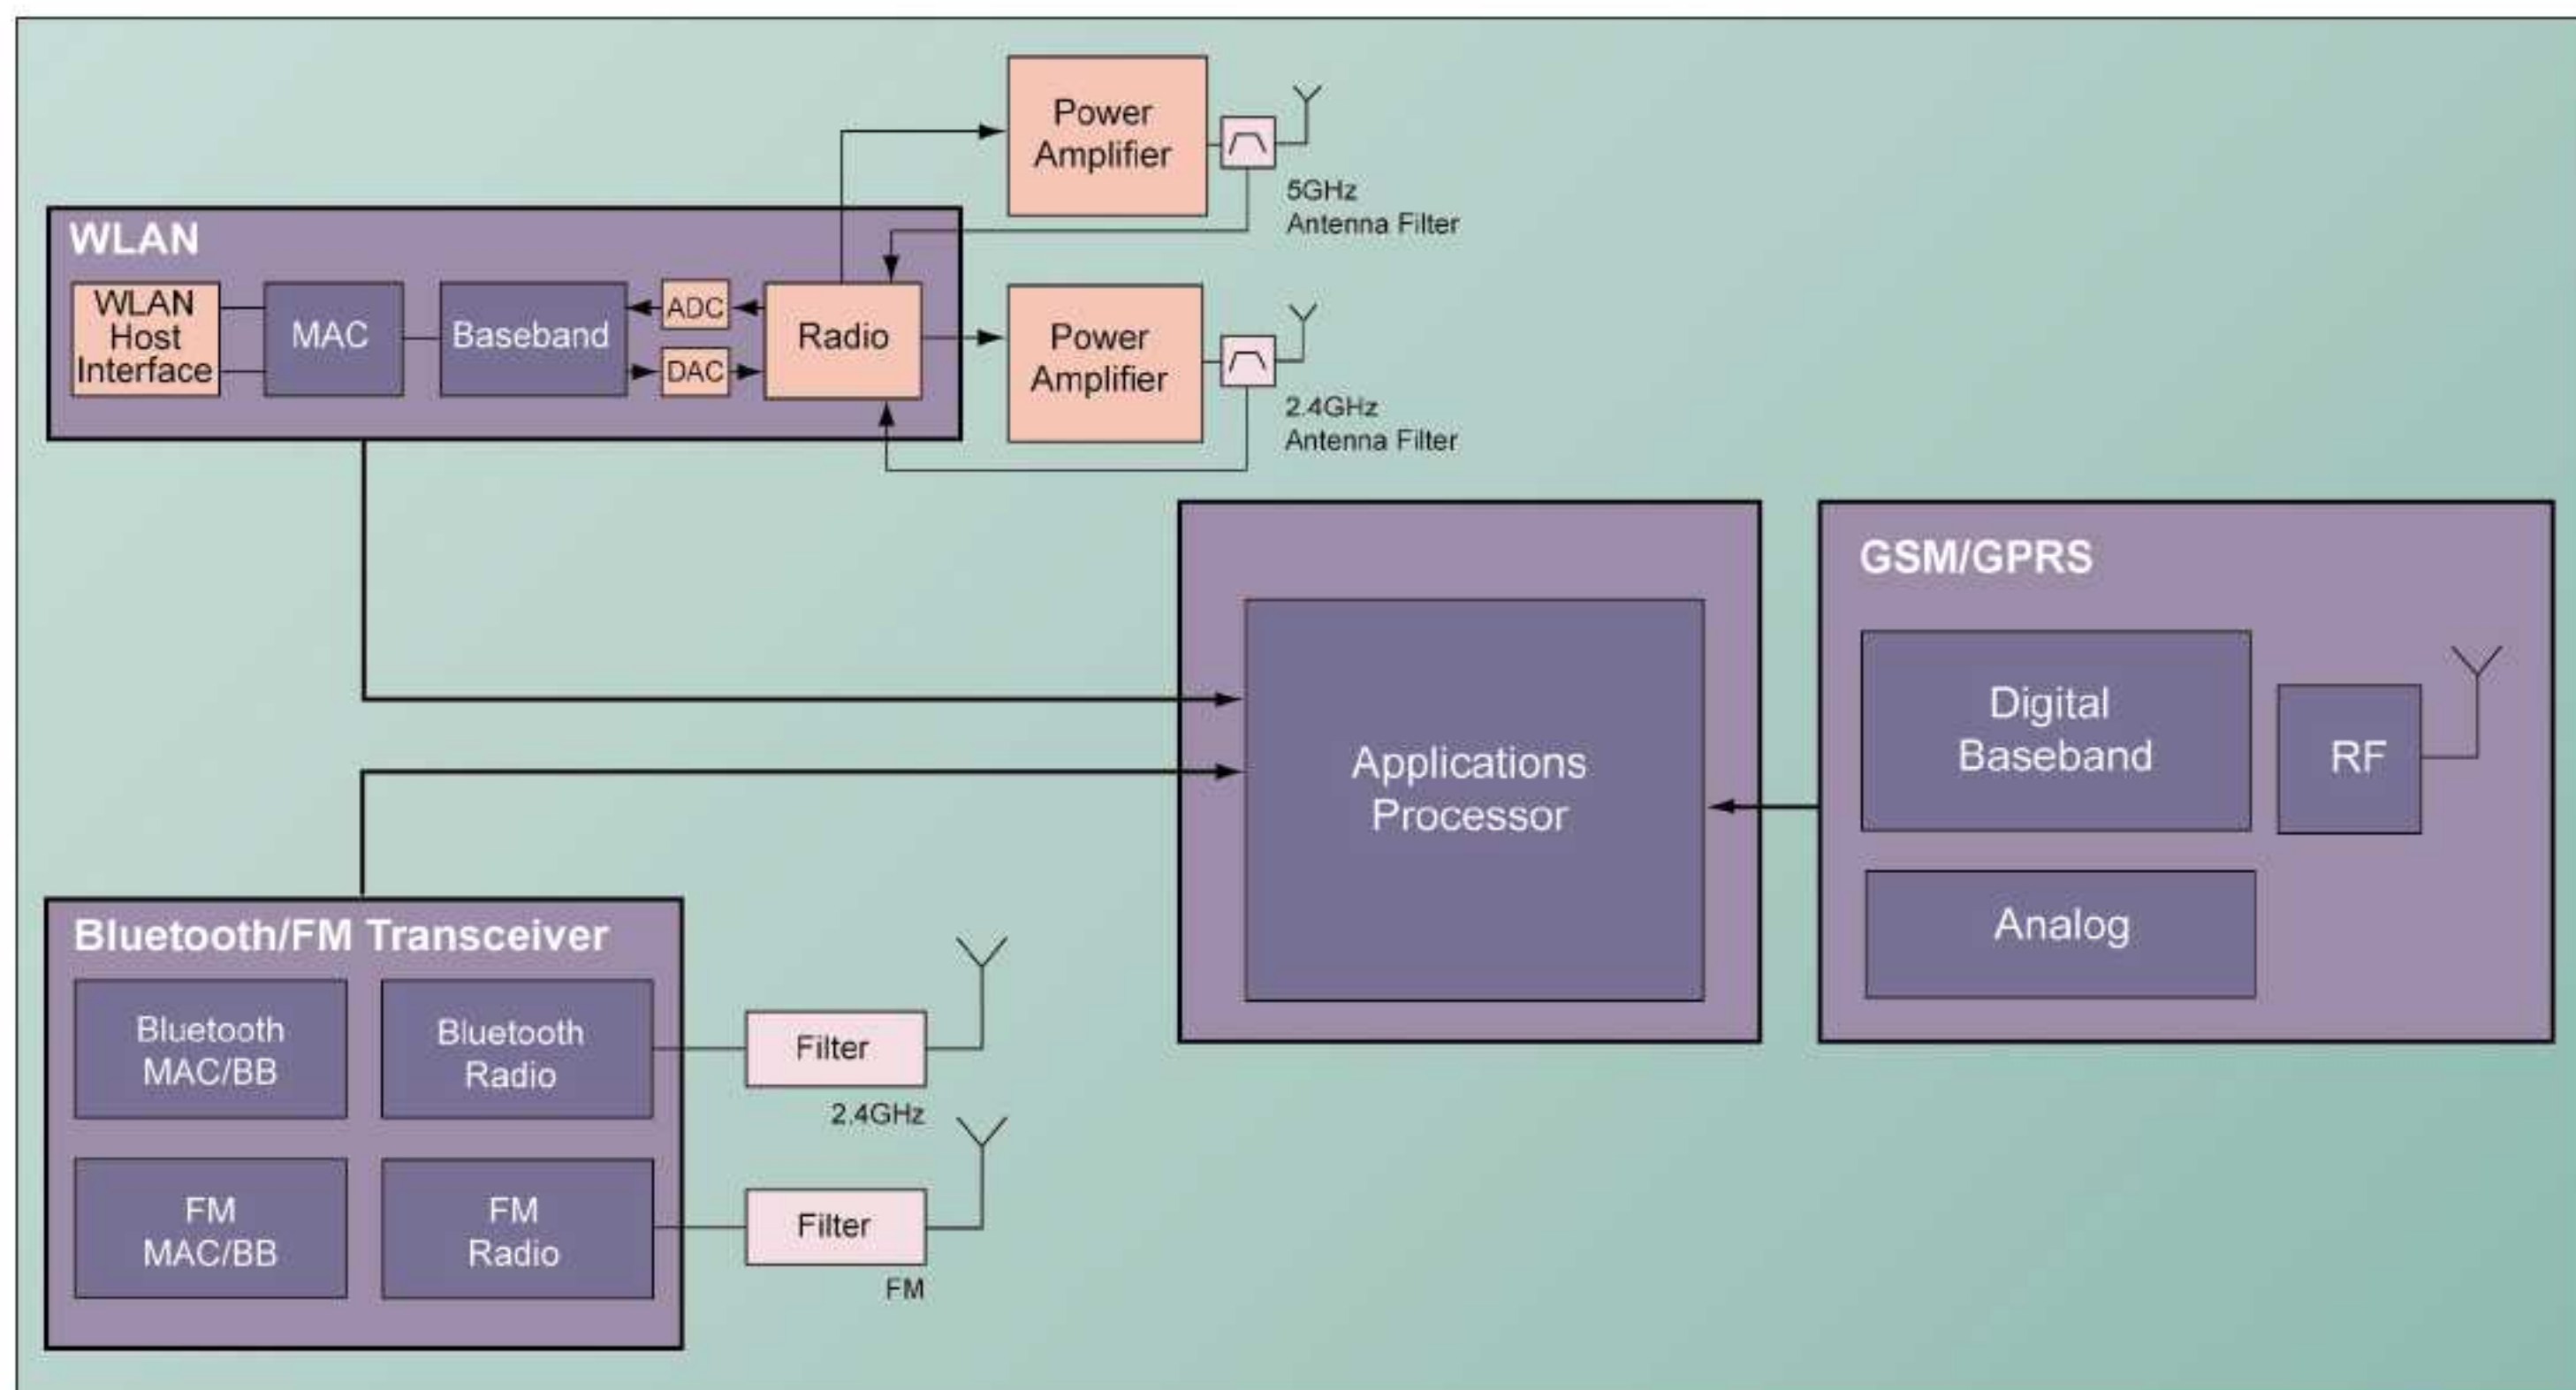 Power
Amplifier
5GHz
Antenna Filter
WLAN
WLAN
Host
Interface
MAC
Baseband
ADC
DAC
Radio
Power
Amplifier
2.4GHz
Antenna Filter
Applications
Processor
GSM/GPRS
Digital
Baseband
RF
Analog
Bluetooth/FM Transceiver
Bluetooth
MAC/BB
Bluetooth
Radio
Filter
2.4GHz
FM
MAC/BB
FM
Radio
Filter
FM